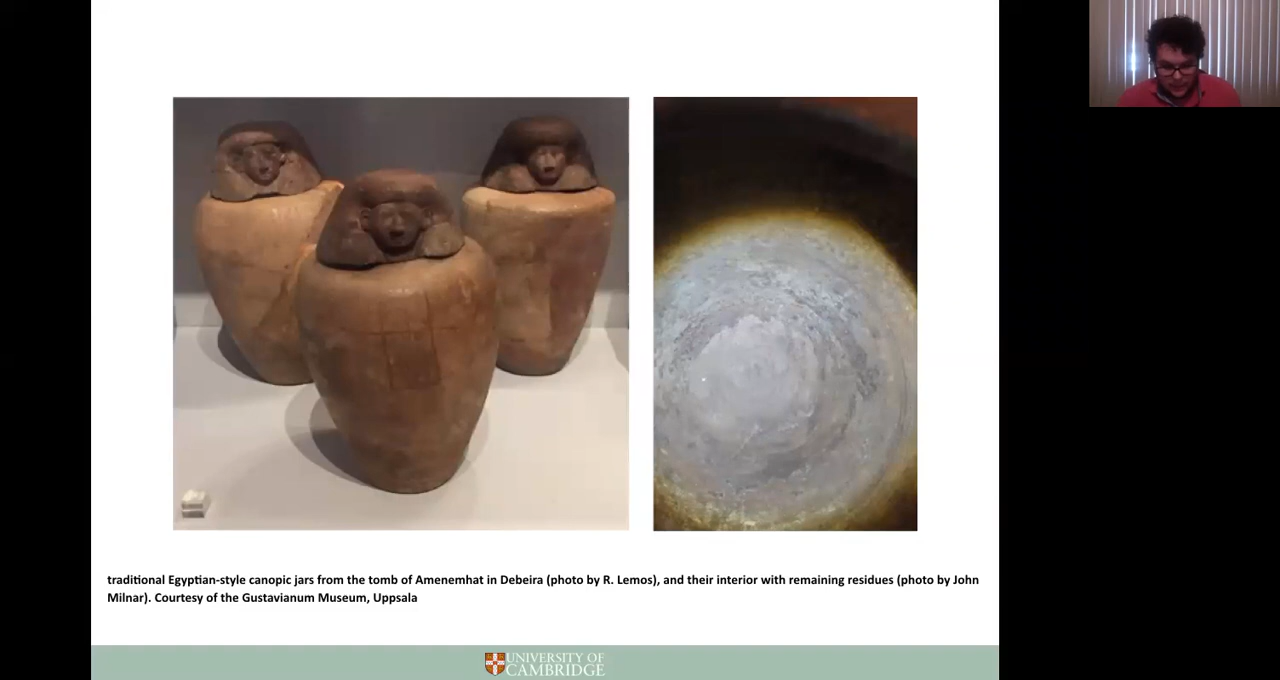 traditional Egyptian-style canopic jars from the tomb of Amenemhat in Debeira (photo by R. Lemos), and their interior with remaining residues (photo by John
Milnar). Courtesy of the Gustavianum Museum, Uppsala
UNIVERSITY OF
CAMBRIDGE